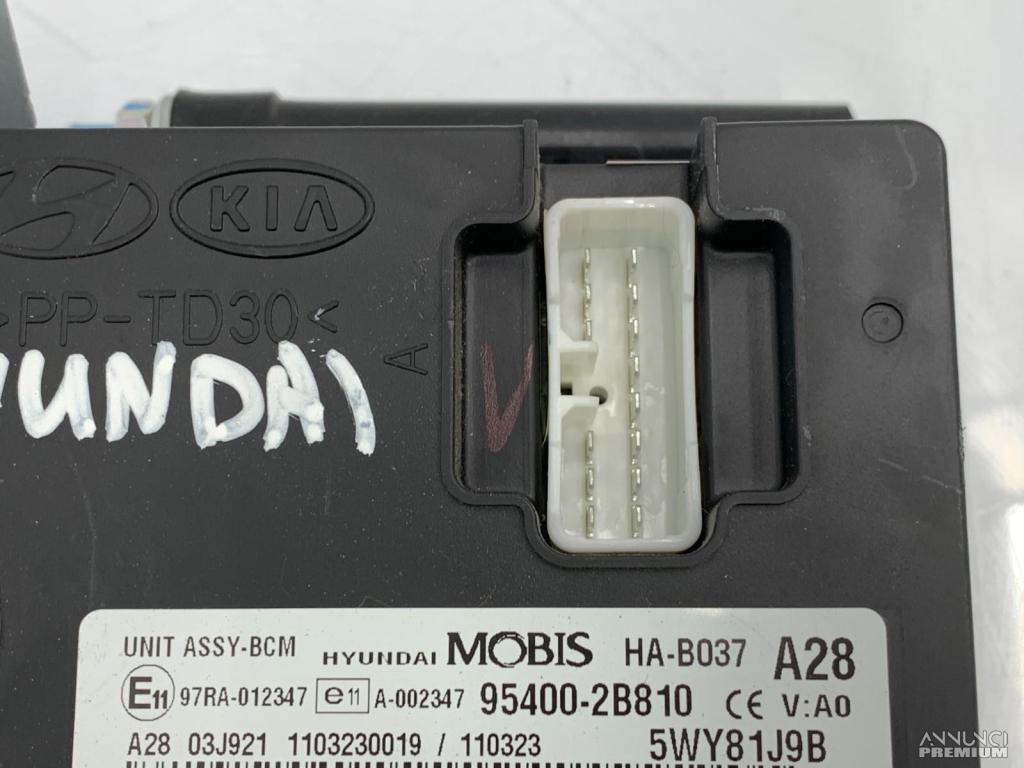 KIA
>PP-TD30<
YUNDAI
A
V
UNIT ASSY-BCM HYUNDAI MOBIS HA-B037 A28
E11 97RA-012347 e11 A-002347 95400-2B810 CE V:A0
A28 03J921 1103230019 / 110323 5WY81J9B
ANNUNCI
PREMIUM